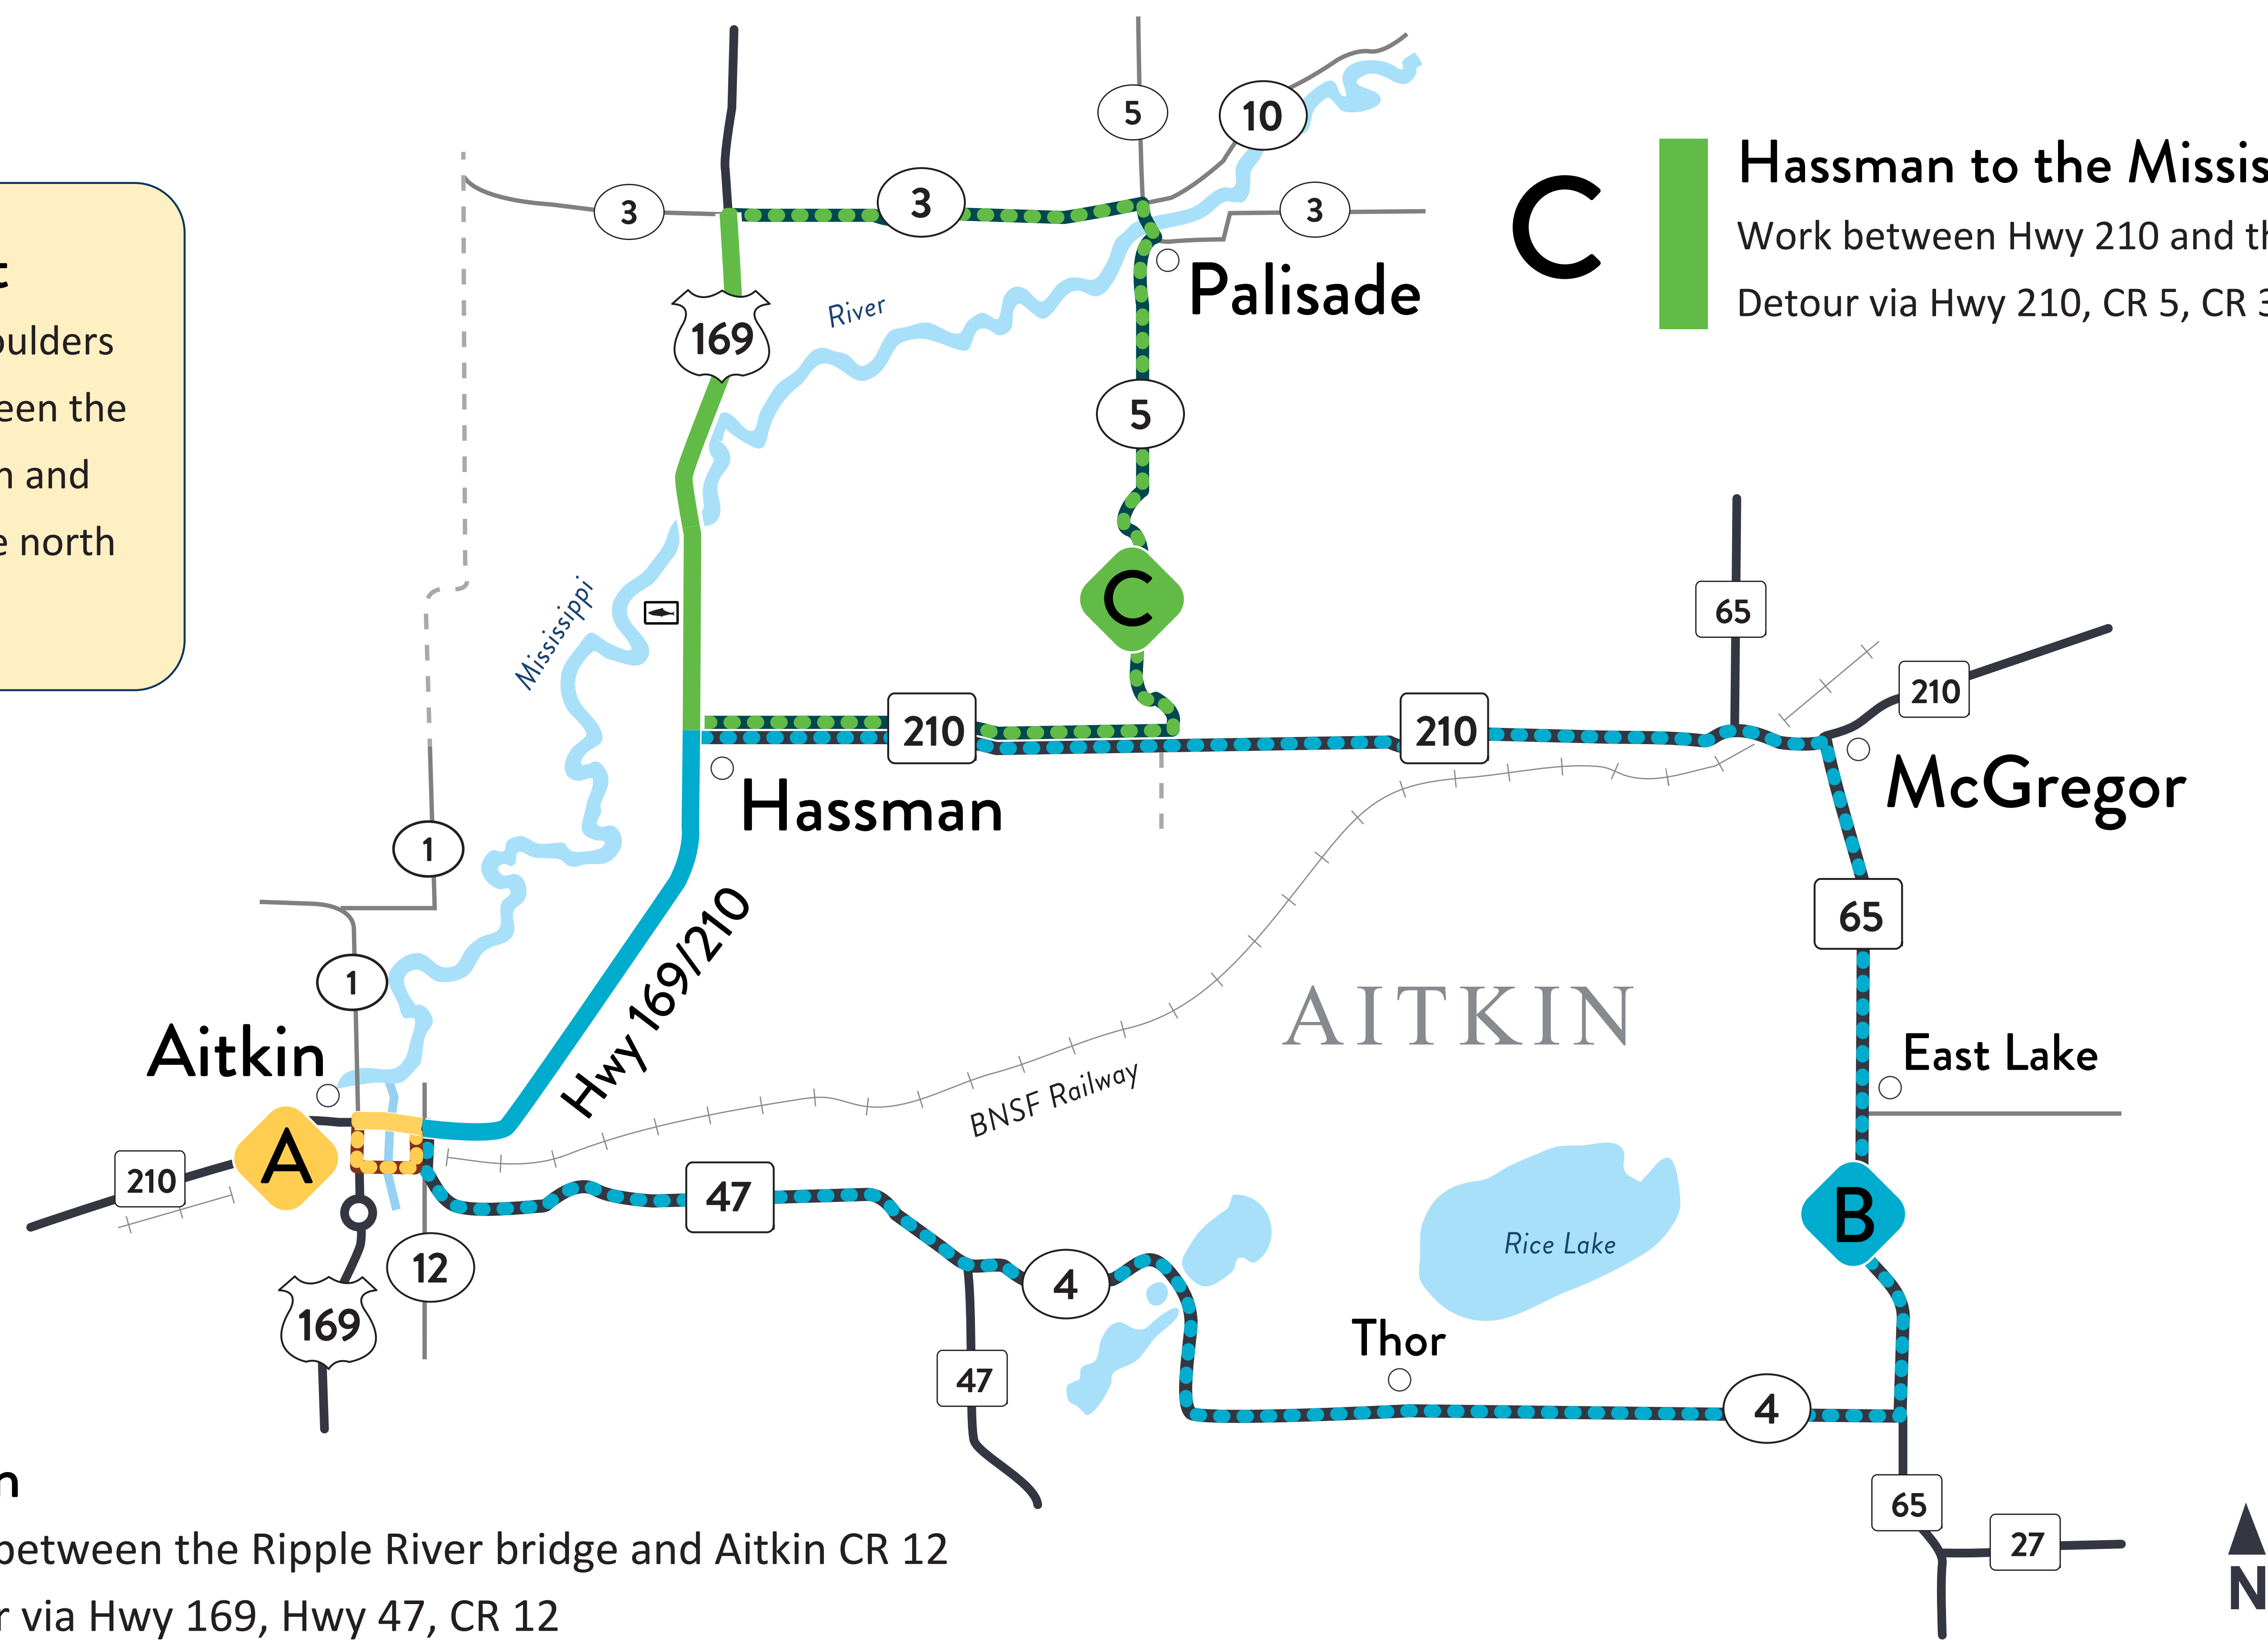 5
10
3
3
3
C
Hassman to the Missis
Work between Hwy 210 and th
Detour via Hwy 210, CR 5, CR 3
t
oulders
een the
n and
e north
Palisade
River
169
5
Mississippi
C
65
210
210
210
McGregor
Hassman
1
65
Hwy 169/210
1
AITKIN
Aitkin
East Lake
BNSF Railway
A
210
47
B
Rice Lake
12
4
169
Thor
47
4
65
27
N
n
between the Ripple River bridge and Aitkin CR 12
r via Hwy 169, Hwy 47, CR 12